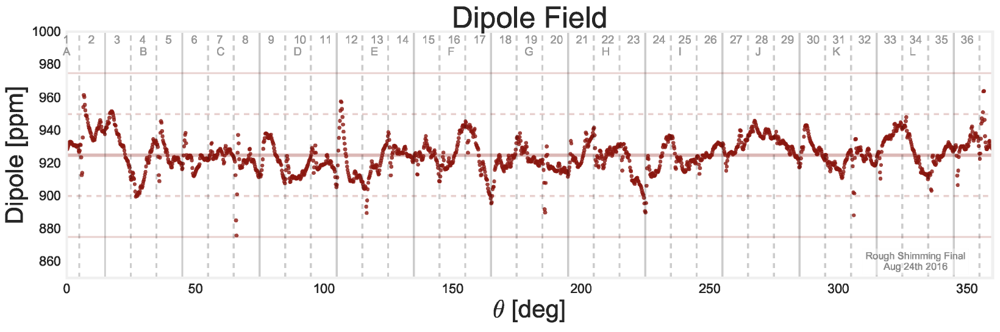 Dipole Field
Dipole [ppm]
1000
980
960
940
920
900
880
860
1 2 3 4 5 6 7 8 9 10 11 12 13 14 15 16 17 18 19 20 21 22 23 24 25 26 27 28 29 30 31 32 33 34 35 36
A B C D E F G H I J K L
Rough Shimming Final
Aug 24th 2016
0 50 100 150 200 250 300 350
θ [deg]